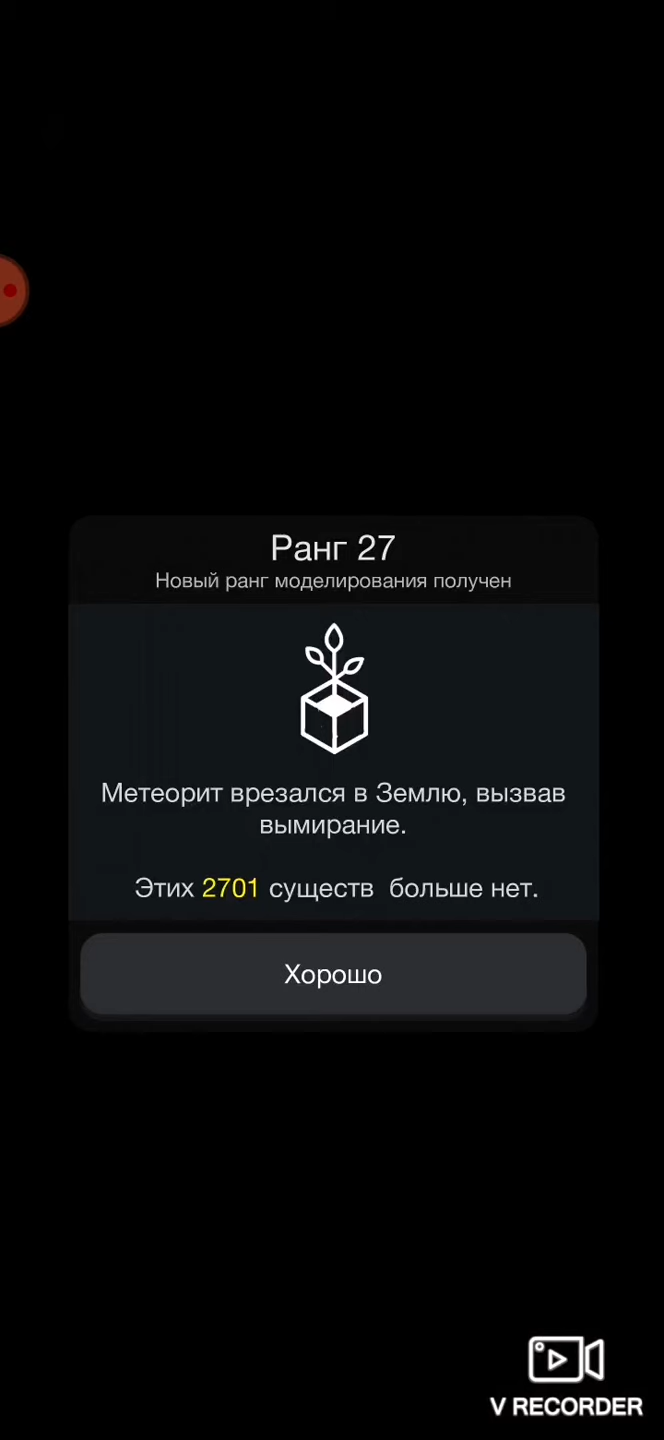 Ранг 27
Новый ранг моделирования получен
Метеорит врезался в Землю, вызвав
вымирание.
Этих 2701 существ  больше нет.
Хорошо
V RECORDER